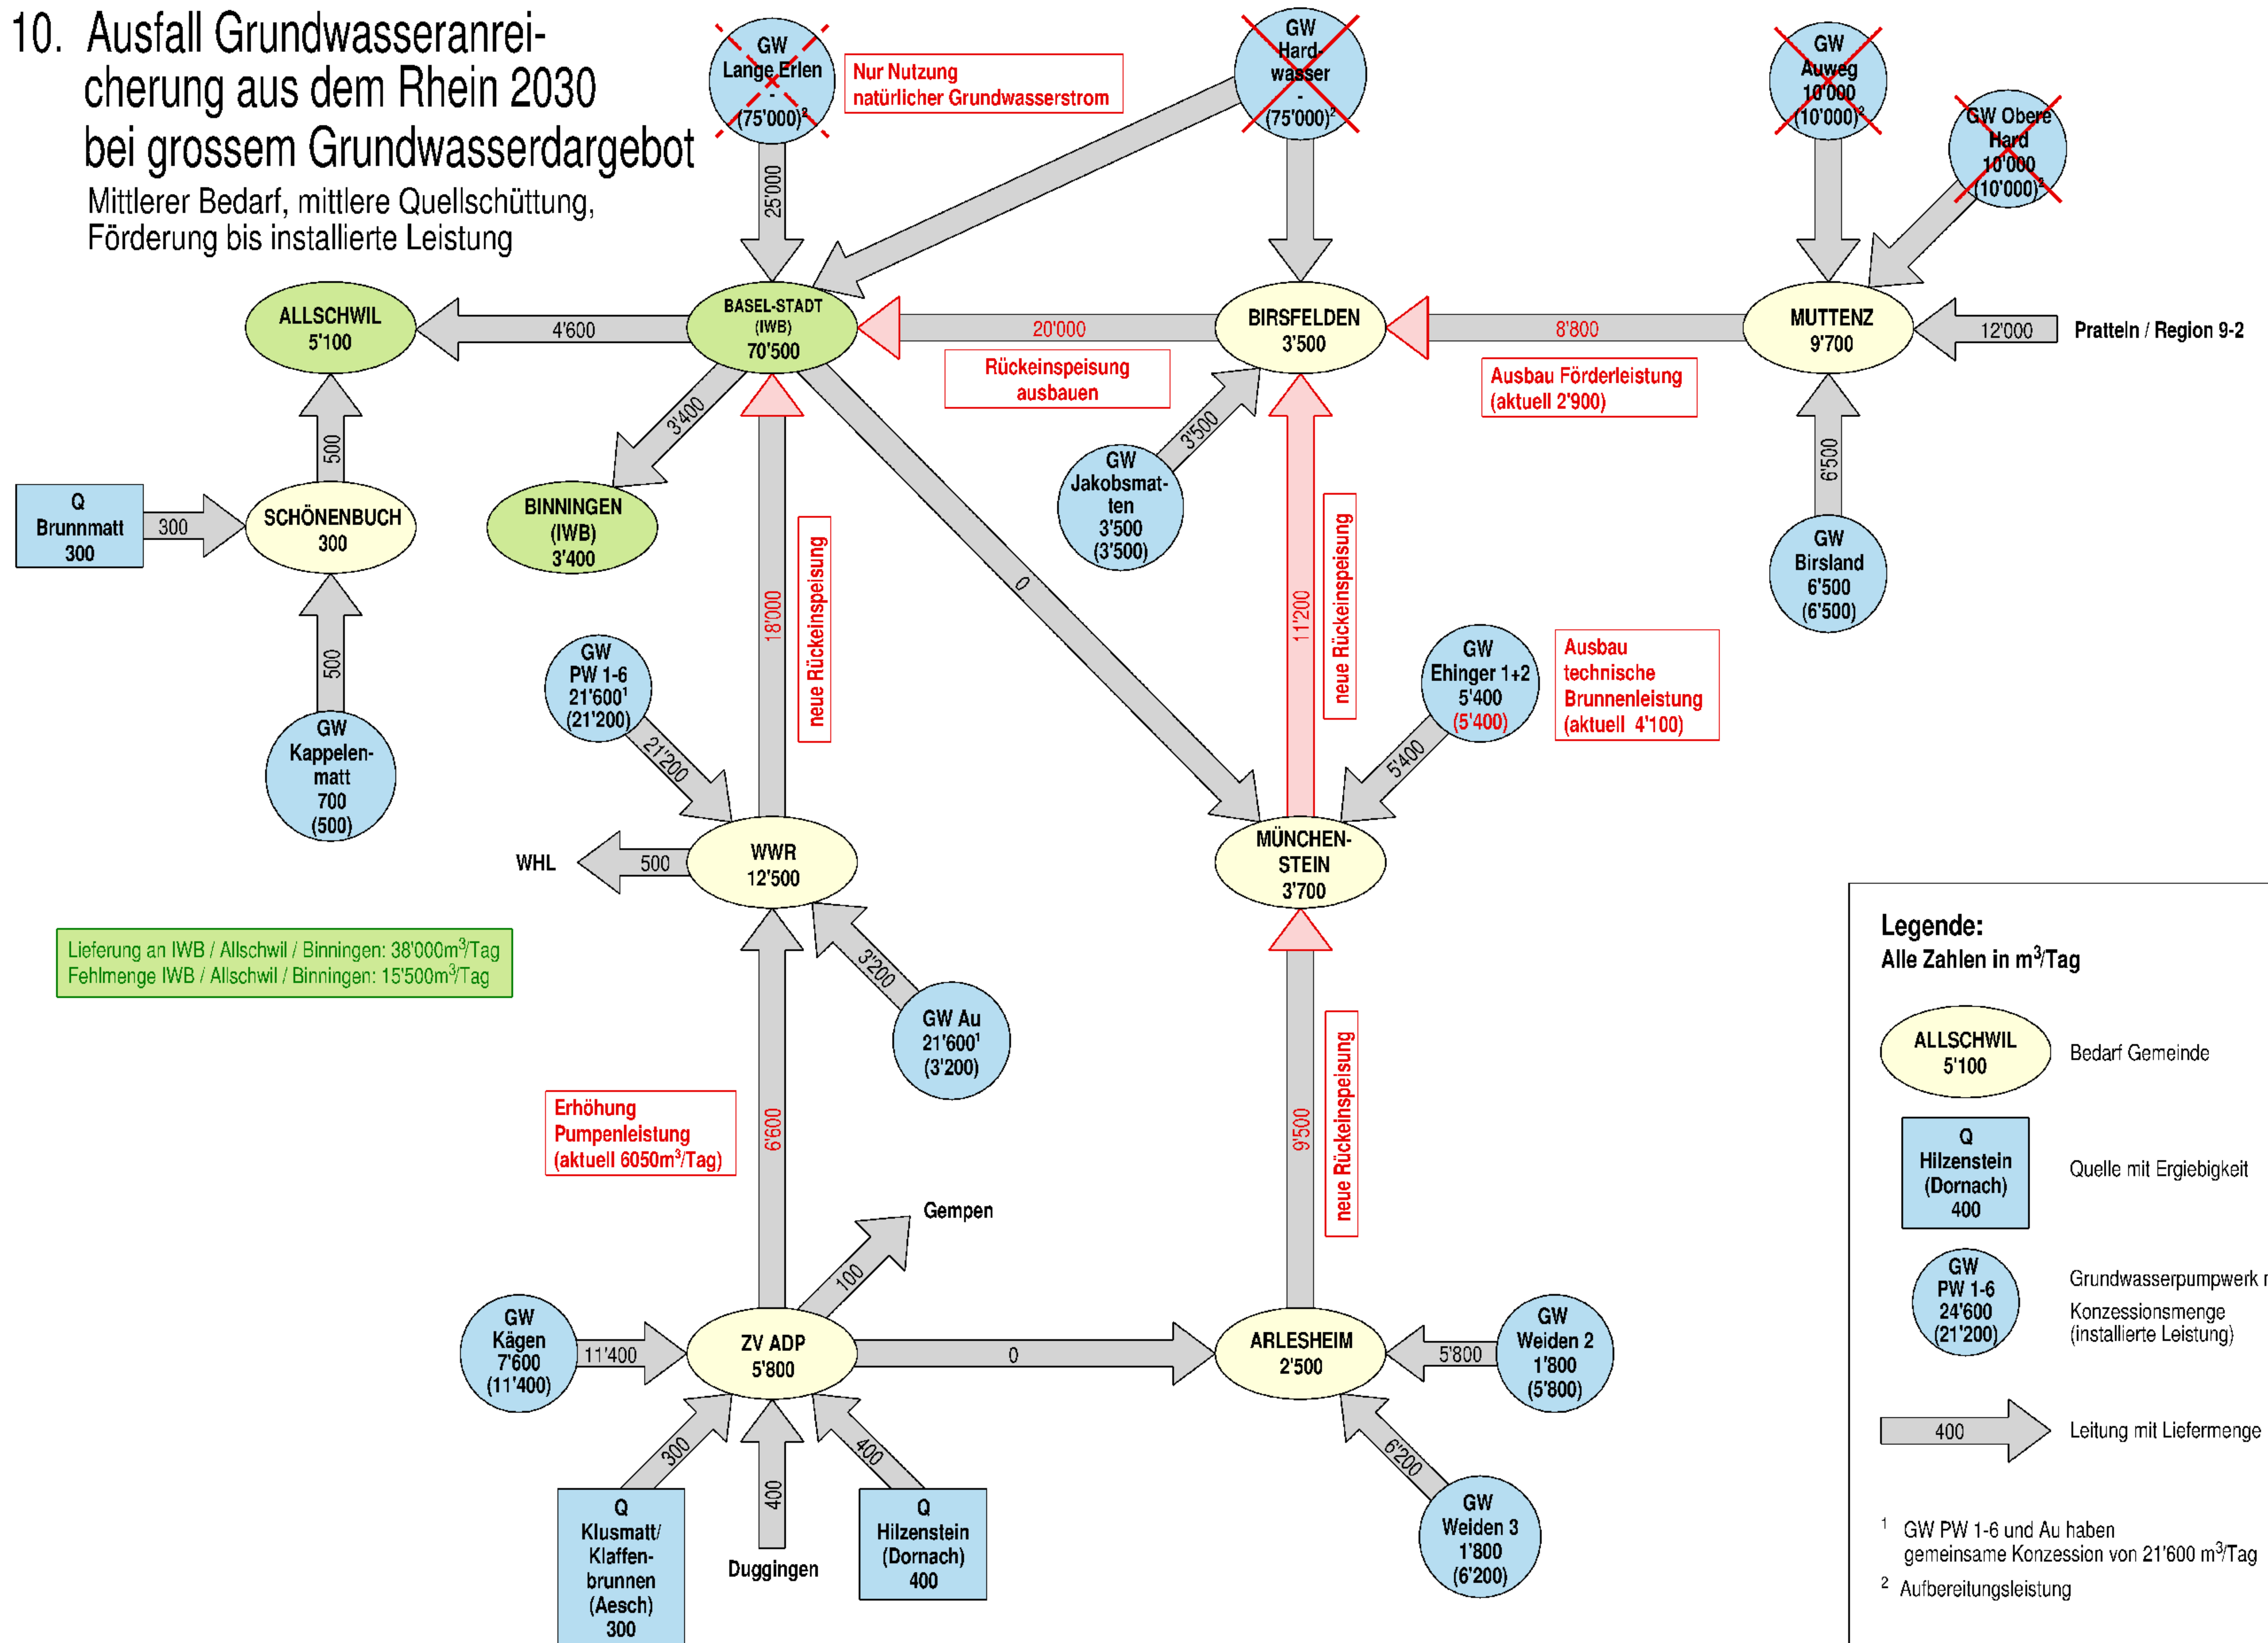 10. Ausfall Grundwasseranrei-
cherung aus dem Rhein 2030
bei grossem Grundwasserdargebot
Mittlerer Bedarf, mittlere Quellschüttung,
Förderung bis installierte Leistung
GW
Lange Erlen
-
(75'000)²
Nur Nutzung
natürlicher Grundwasserstrom
GW
Hard-
wasser
-
(75'000)²
GW
Auweg
10'000
(10'000)²
GW Obere
Hard
10'000
(10'000)²
25'000
ALLSCHWIL
5'100
4'600
BASEL-STADT
(IWB)
70'500
20'000
BIRSFELDEN
3'500
8'800
MUTTENZ
9'700
12'000
Pratteln / Region 9-2
Rückeinspeisung
ausbauen
Ausbau Förderleistung
(aktuell 2'900)
500
3'400
3'500
6'500
Q
Brunnmatt
300
300
SCHÖNENBUCH
300
BINNINGEN
(IWB)
3'400
GW
Jakobsmat-
ten
3'500
(3'500)
GW
Birsland
6'500
(6'500)
18'000
neue Rückeinspeisung
0
11'200
neue Rückeinspeisung
500
GW
Kappelen-
matt
700
(500)
GW
PW 1-6
21'600¹
(21'200)
21'200
GW
Ehinger 1+2
5'400
(5'400)
5'400
Ausbau
technische
Brunnenleistung
(aktuell 4'100)
WHL
500
WWR
12'500
MÜNCHEN-
STEIN
3'700
Lieferung an IWB / Allschwil / Binningen: 38'000m³/Tag
Fehlmenge IWB / Allschwil / Binningen: 15'500m³/Tag
3'200
GW Au
21'600¹
(3'200)
Erhöhung
Pumpenleistung
(aktuell 6050m³/Tag)
6'600
9'500
neue Rückeinspeisung
Gempen
100
GW
Kägen
7'600
(11'400)
11'400
ZV ADP
5'800
0
ARLESHEIM
2'500
5'800
GW
Weiden 2
1'800
(5'800)
300
400
400
6'200
Q
Klusmatt/
Klaffen-
brunnen
(Aesch)
300
Duggingen
Q
Hilzenstein
(Dornach)
400
GW
Weiden 3
1'800
(6'200)
Legende:
Alle Zahlen in m³/Tag
ALLSCHWIL
5'100
Bedarf Gemeinde
Q
Hilzenstein
(Dornach)
400
Quelle mit Ergiebigkeit
GW
PW 1-6
24'600
(21'200)
Grundwasserpumpwerk
Konzessionsmenge
(installierte Leistung)
400
Leitung mit Liefermenge
¹ GW PW 1-6 und Au haben
gemeinsame Konzession von 21'600 m³/Tag
² Aufbereitungsleistung